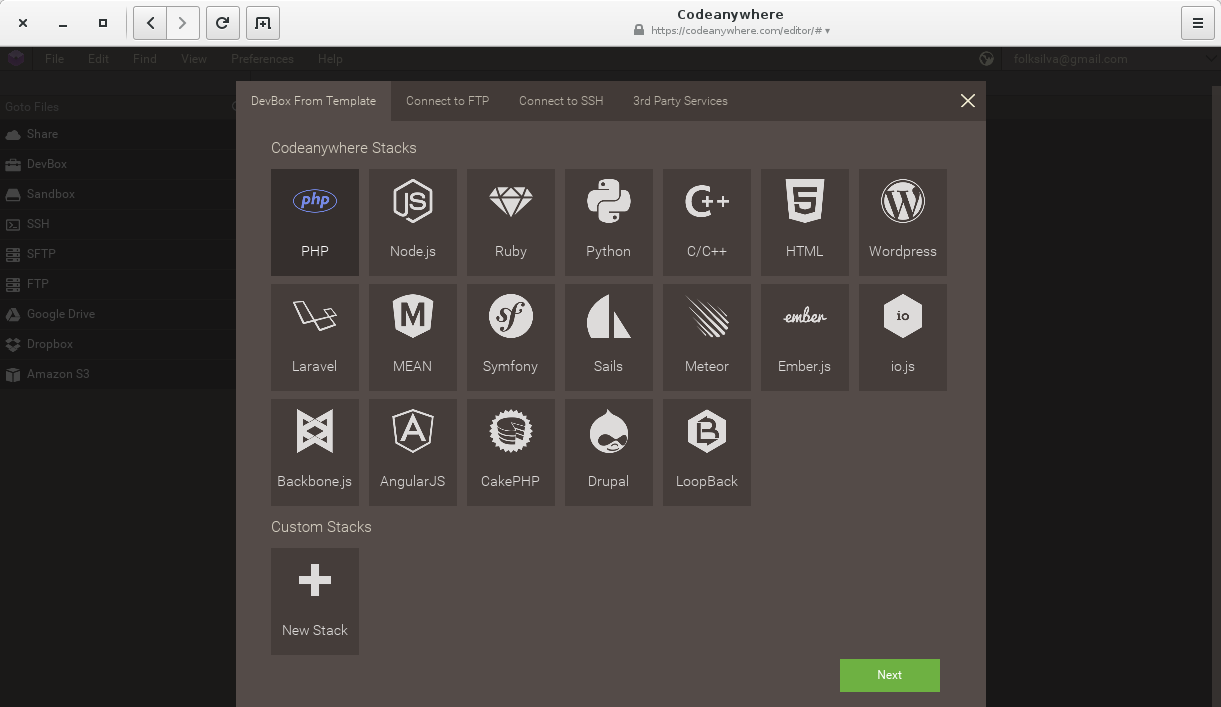 Codeanywhere
https://codeanywhere.com/editor/#
File Edit Find View Preferences Help
folksilva@gmail.com
DevBox From Template Connect to FTP Connect to SSH 3rd Party Services
Goto Files
Share
DevBox
Sandbox
SSH
SFTP
FTP
Google Drive
Dropbox
Amazon S3
Codeanywhere Stacks
php JS C++ 5 W
PHP Node.js Ruby Python C/C++ HTML Wordpress
M sf ember io
Laravel MEAN Symfony Sails Meteor Ember.js io.js
A B
Backbone.js AngularJS CakePHP Drupal LoopBack
Custom Stacks
New Stack
Next